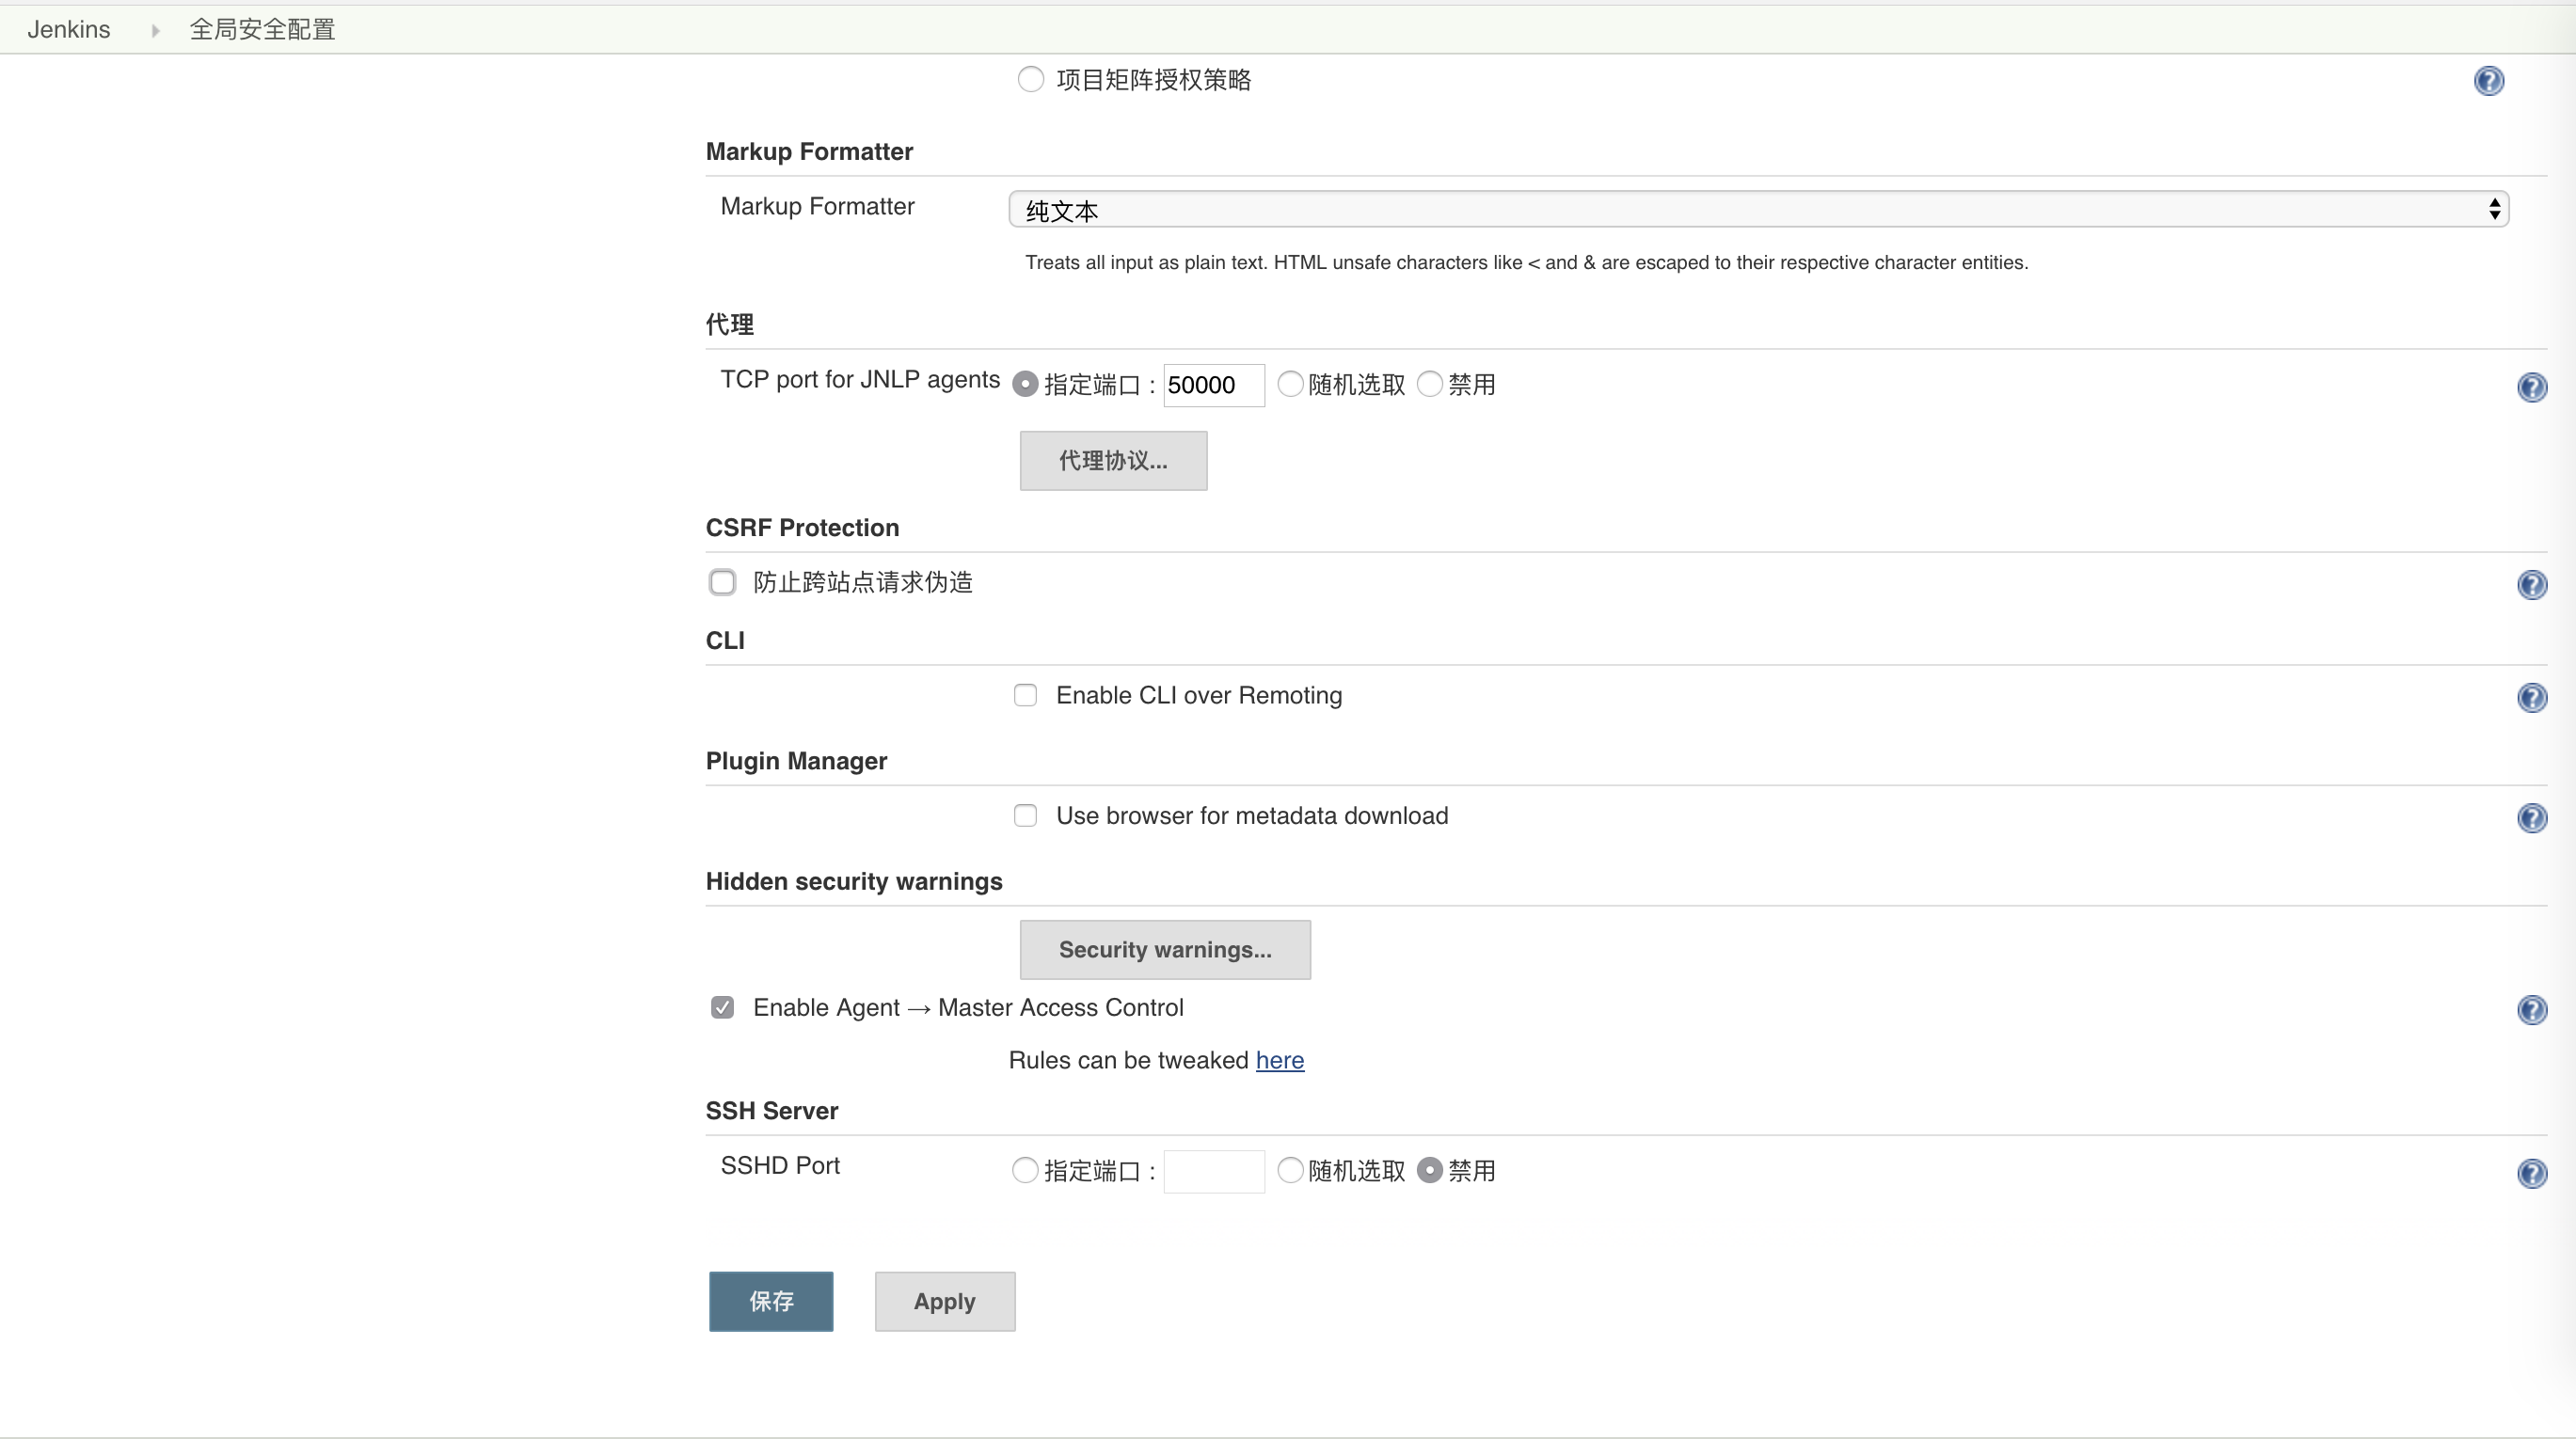 Jenkins 全局安全配置
项目矩阵授权策略
Markup Formatter
Markup Formatter 纯文本
Treats all input as plain text. HTML unsafe characters like < and & are escaped to their respective character entities.
代理
TCP port for JNLP agents 指定端口 : 50000 随机选取 禁用
代理协议...
CSRF Protection
防止跨站点请求伪造
CLI
Enable CLI over Remoting
Plugin Manager
Use browser for metadata download
Hidden security warnings
Security warnings...
Enable Agent → Master Access Control
Rules can be tweaked here
SSH Server
SSHD Port 指定端口 : 随机选取 禁用
保存 Apply